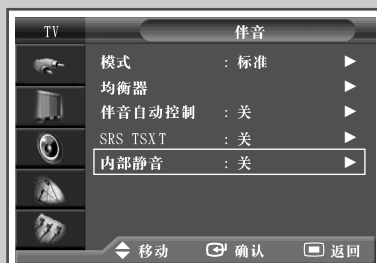 TV 伴音
模式 : 标准
均衡器
伴音自动控制 : 关
SRS TSXT : 关
内部静音 : 关
移动 确认 返回